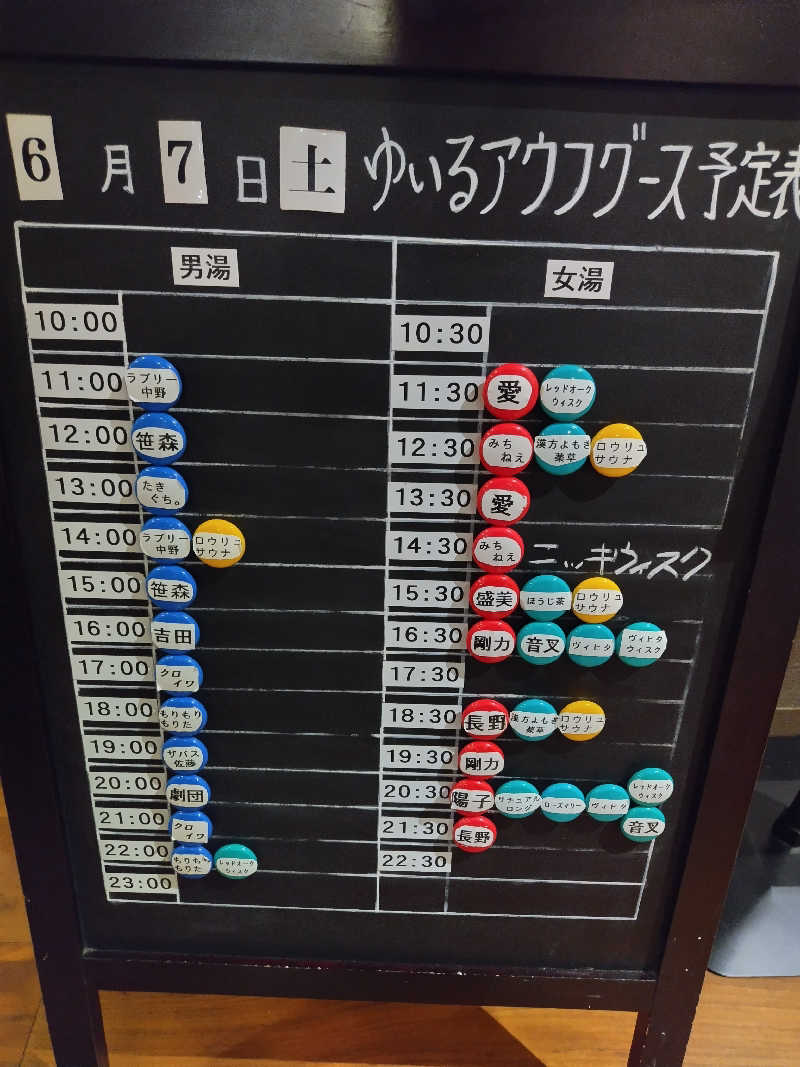 6月7日土 ゆいるアウフグース予定表
男湯
10:00
11:00 ラブリー中野
12:00 笹森
13:00 たきぐち。
14:00 ラブリー中野 ロウリュサウナ
15:00 笹森
16:00 吉田
17:00 クロイワ
18:00 もりもりもりた
19:00 サバス佐藤
20:00 劇団
21:00 クロイワ
22:00 もりもりもりた レッドオークウィスク
23:00
女湯
10:30
11:30 愛 レッドオークウィスク
12:30 みちねえ 漢方よもぎ薬草 ロウリュサウナ
13:30 愛
14:30 みちねえ ニッキウィスク
15:30 盛美 ほうじ茶 ロウリュサウナ
16:30 剛力 音叉 ヴィヒタ ヴィヒタウィスク
17:30
18:30 長野 漢方よもぎ薬草 ロウリュサウナ
19:30 剛力
20:30 陽子 リチュアルロング ローズマリー ヴィヒタ レッドオークウィスク 音叉
21:30 長野
22:30